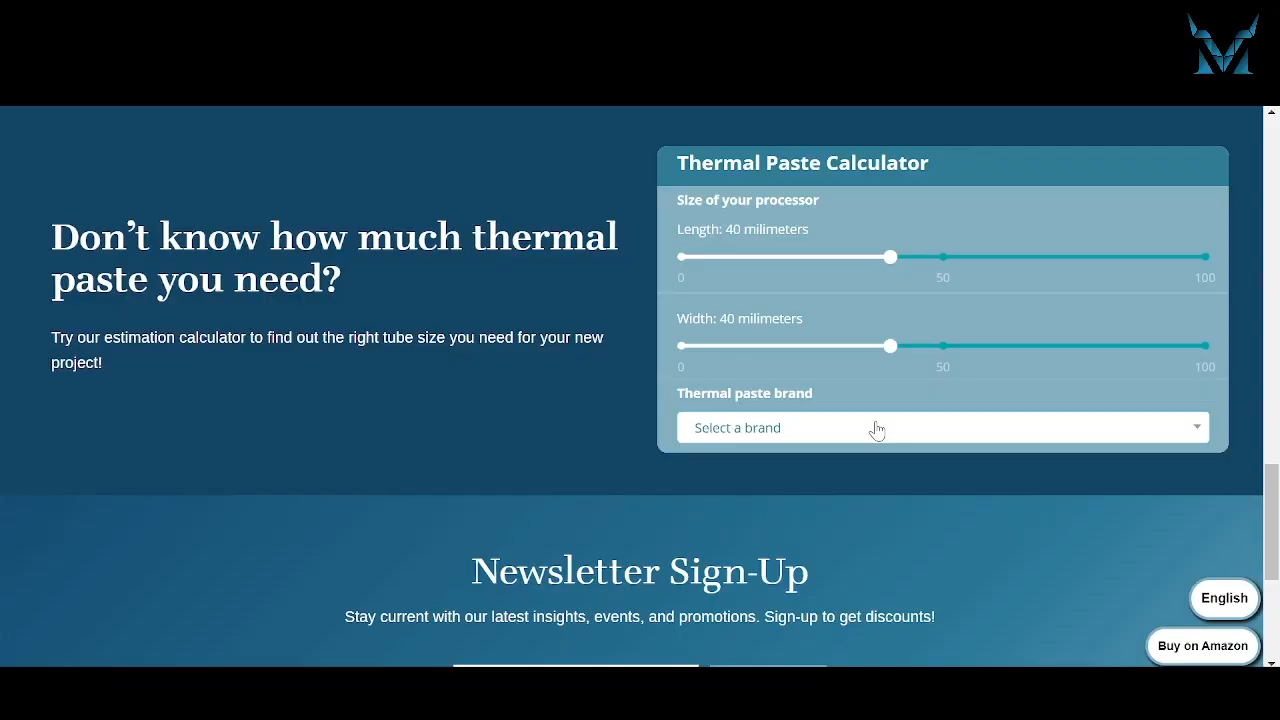 Don’t know how much thermal
paste you need?
Try our estimation calculator to find out the right tube size you need for your new
project!
Thermal Paste Calculator
Size of your processor
Length: 40 milimeters
0 50 100
Width: 40 milimeters
0 50 100
Thermal paste brand
Select a brand
Newsletter Sign-Up
Stay current with our latest insights, events, and promotions. Sign-up to get discounts!
English
Buy on Amazon